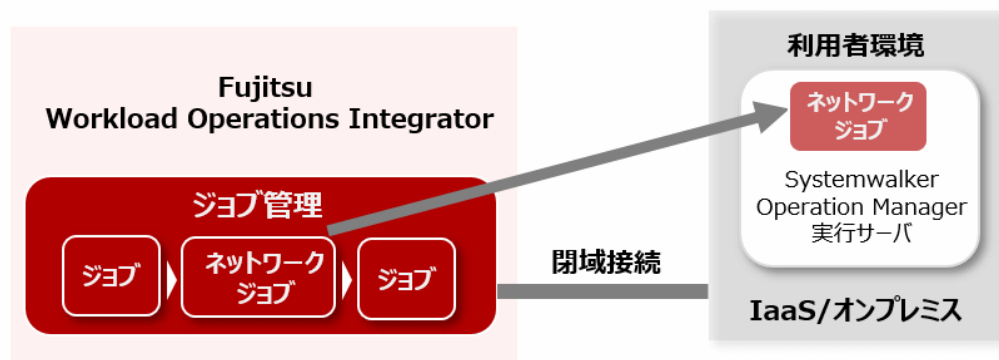 Fujitsu
Workload Operations Integrator
ジョブ管理
ジョブ
ネットワーク
ジョブ
ジョブ
閉域接続
利用者環境
ネットワーク
ジョブ
Systemwalker
Operation Manager
実行サーバ
IaaS/オンプレミス